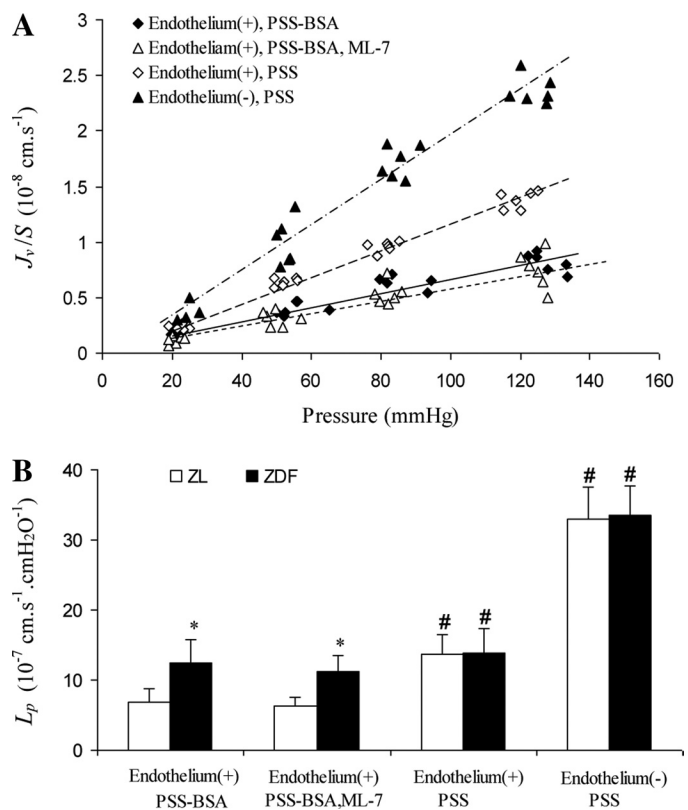 A
Endothelium(+), PSS-BSA
Endotheliam(+), PSS-BSA, ML-7
Endothelium(+), PSS
Endothelium(-), PSS
Jv/S (10-8 cm.s-1)
3
2.5
2
1.5
1
0.5
0
0 20 40 60 80 100 120 140 160
Pressure (mmHg)
B
ZL ZDF
Lp (10-7 cm.s-1.cmH2O-1)
40
30
20
10
0
* * # # # #
Endothelium(+) Endothelium(+) Endothelium(+) Endothelium(-)
PSS-BSA PSS-BSA,ML-7 PSS PSS